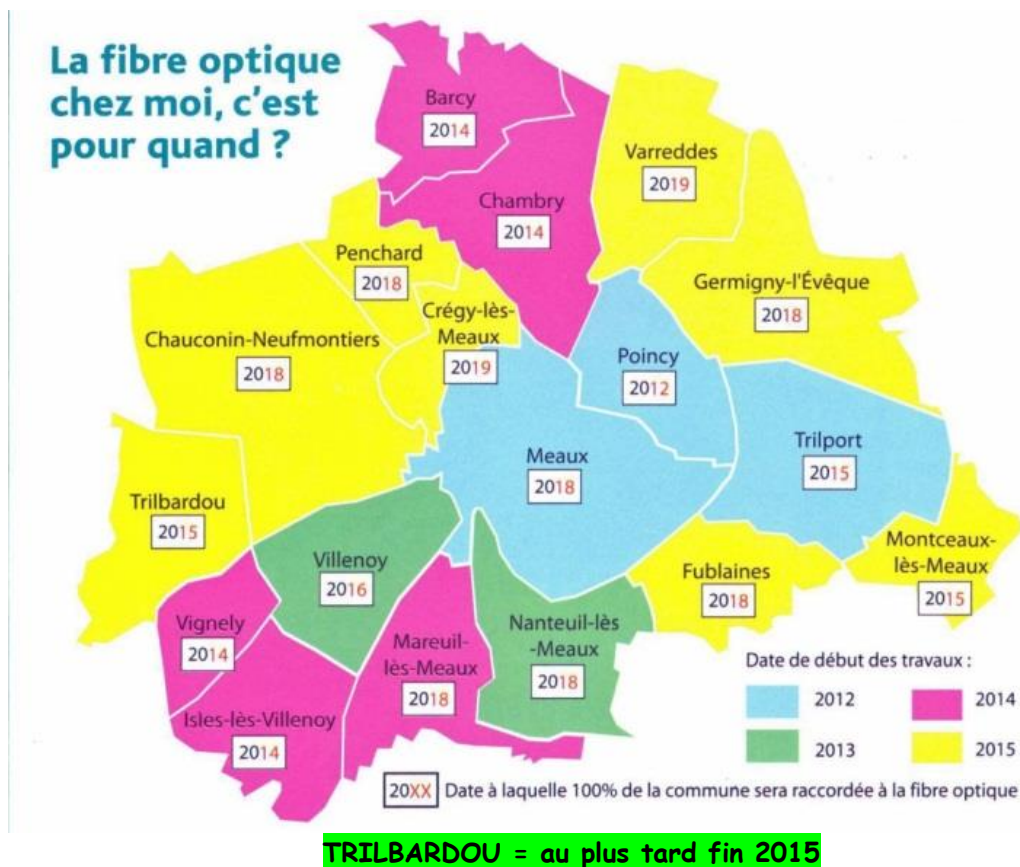 La fibre optique
chez moi, c'est
pour quand ?
Barcy
2014
Varreddes
2019
Chambry
2014
Penchard
2018
Germigny-l'Évêque
2018
Crégy-lès-
Meaux
2019
Chauconin-Neufmontiers
2018
Poincy
2012
Trilport
2015
Meaux
2018
Trilbardou
2015
Montceaux-
lès-Meaux
2015
Villenoy
2016
Fublaines
2018
Vignely
2014
Mareuil-
lès-Meaux
2018
Nanteuil-lès
-Meaux
2018
Isles-lès-Villenoy
2014
Date de début des travaux :
2012
2014
2013
2015
20XX Date à laquelle 100% de la commune sera raccordée à la fibre optique
TRILBARDOU = au plus tard fin 2015